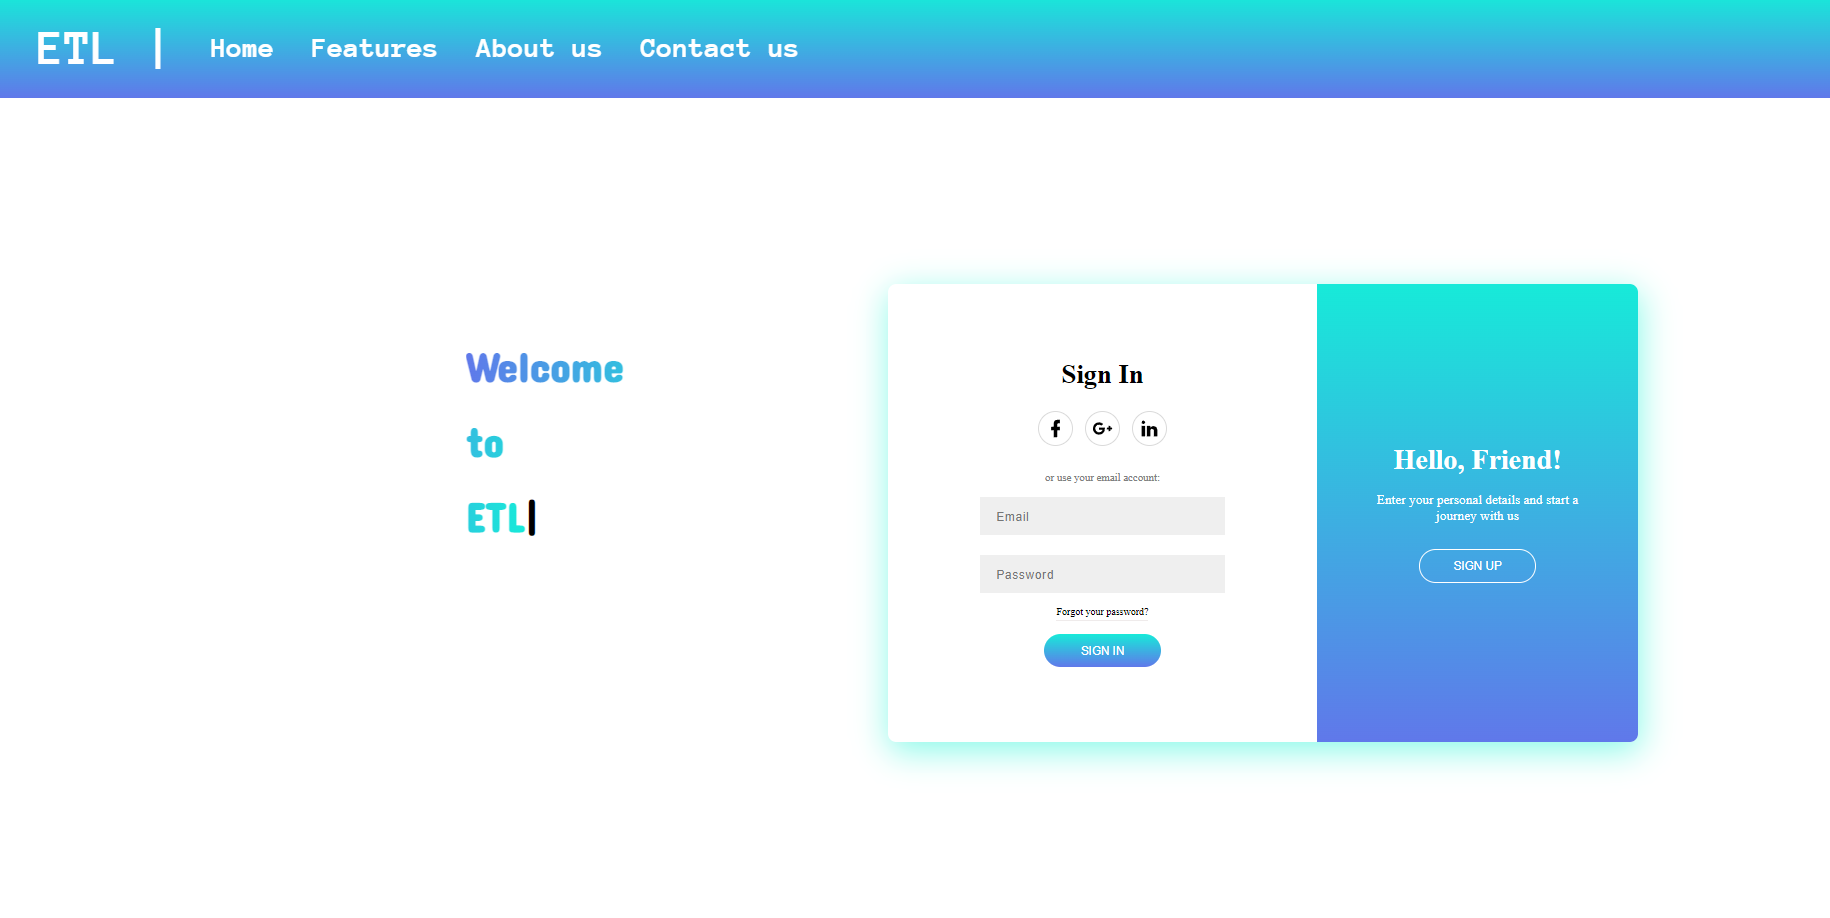 ETL | Home Features About us Contact us
Welcome
to
ETL|
Sign In
or use your email account:
Email
Password
Forgot your password?
SIGN IN
Hello, Friend!
Enter your personal details and start a
journey with us
SIGN UP